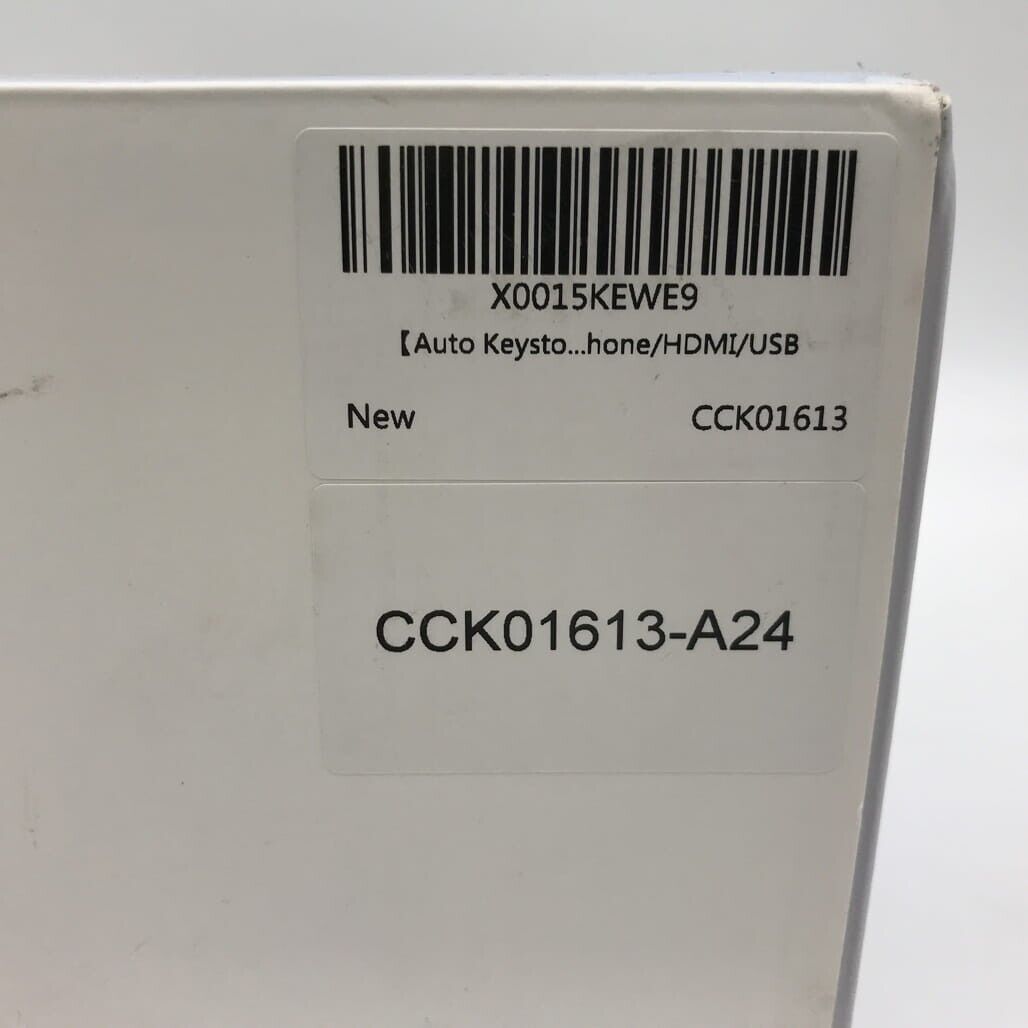 X0015KEWE9
【Auto Keysto...hone/HDMI/USB
New CCK01613
CCK01613-A24